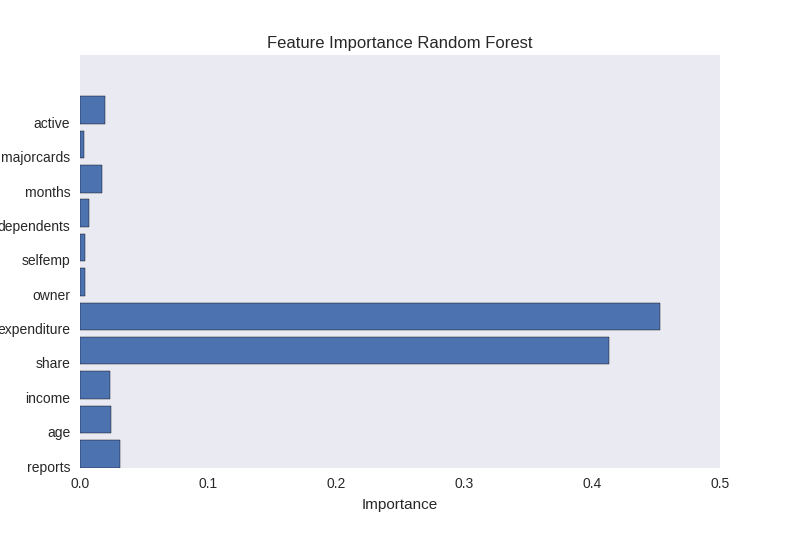 Feature Importance Random Forest
active
majorcards
months
dependents
selfemp
owner
expenditure
share
income
age
reports
0.0 0.1 0.2 0.3 0.4 0.5
Importance